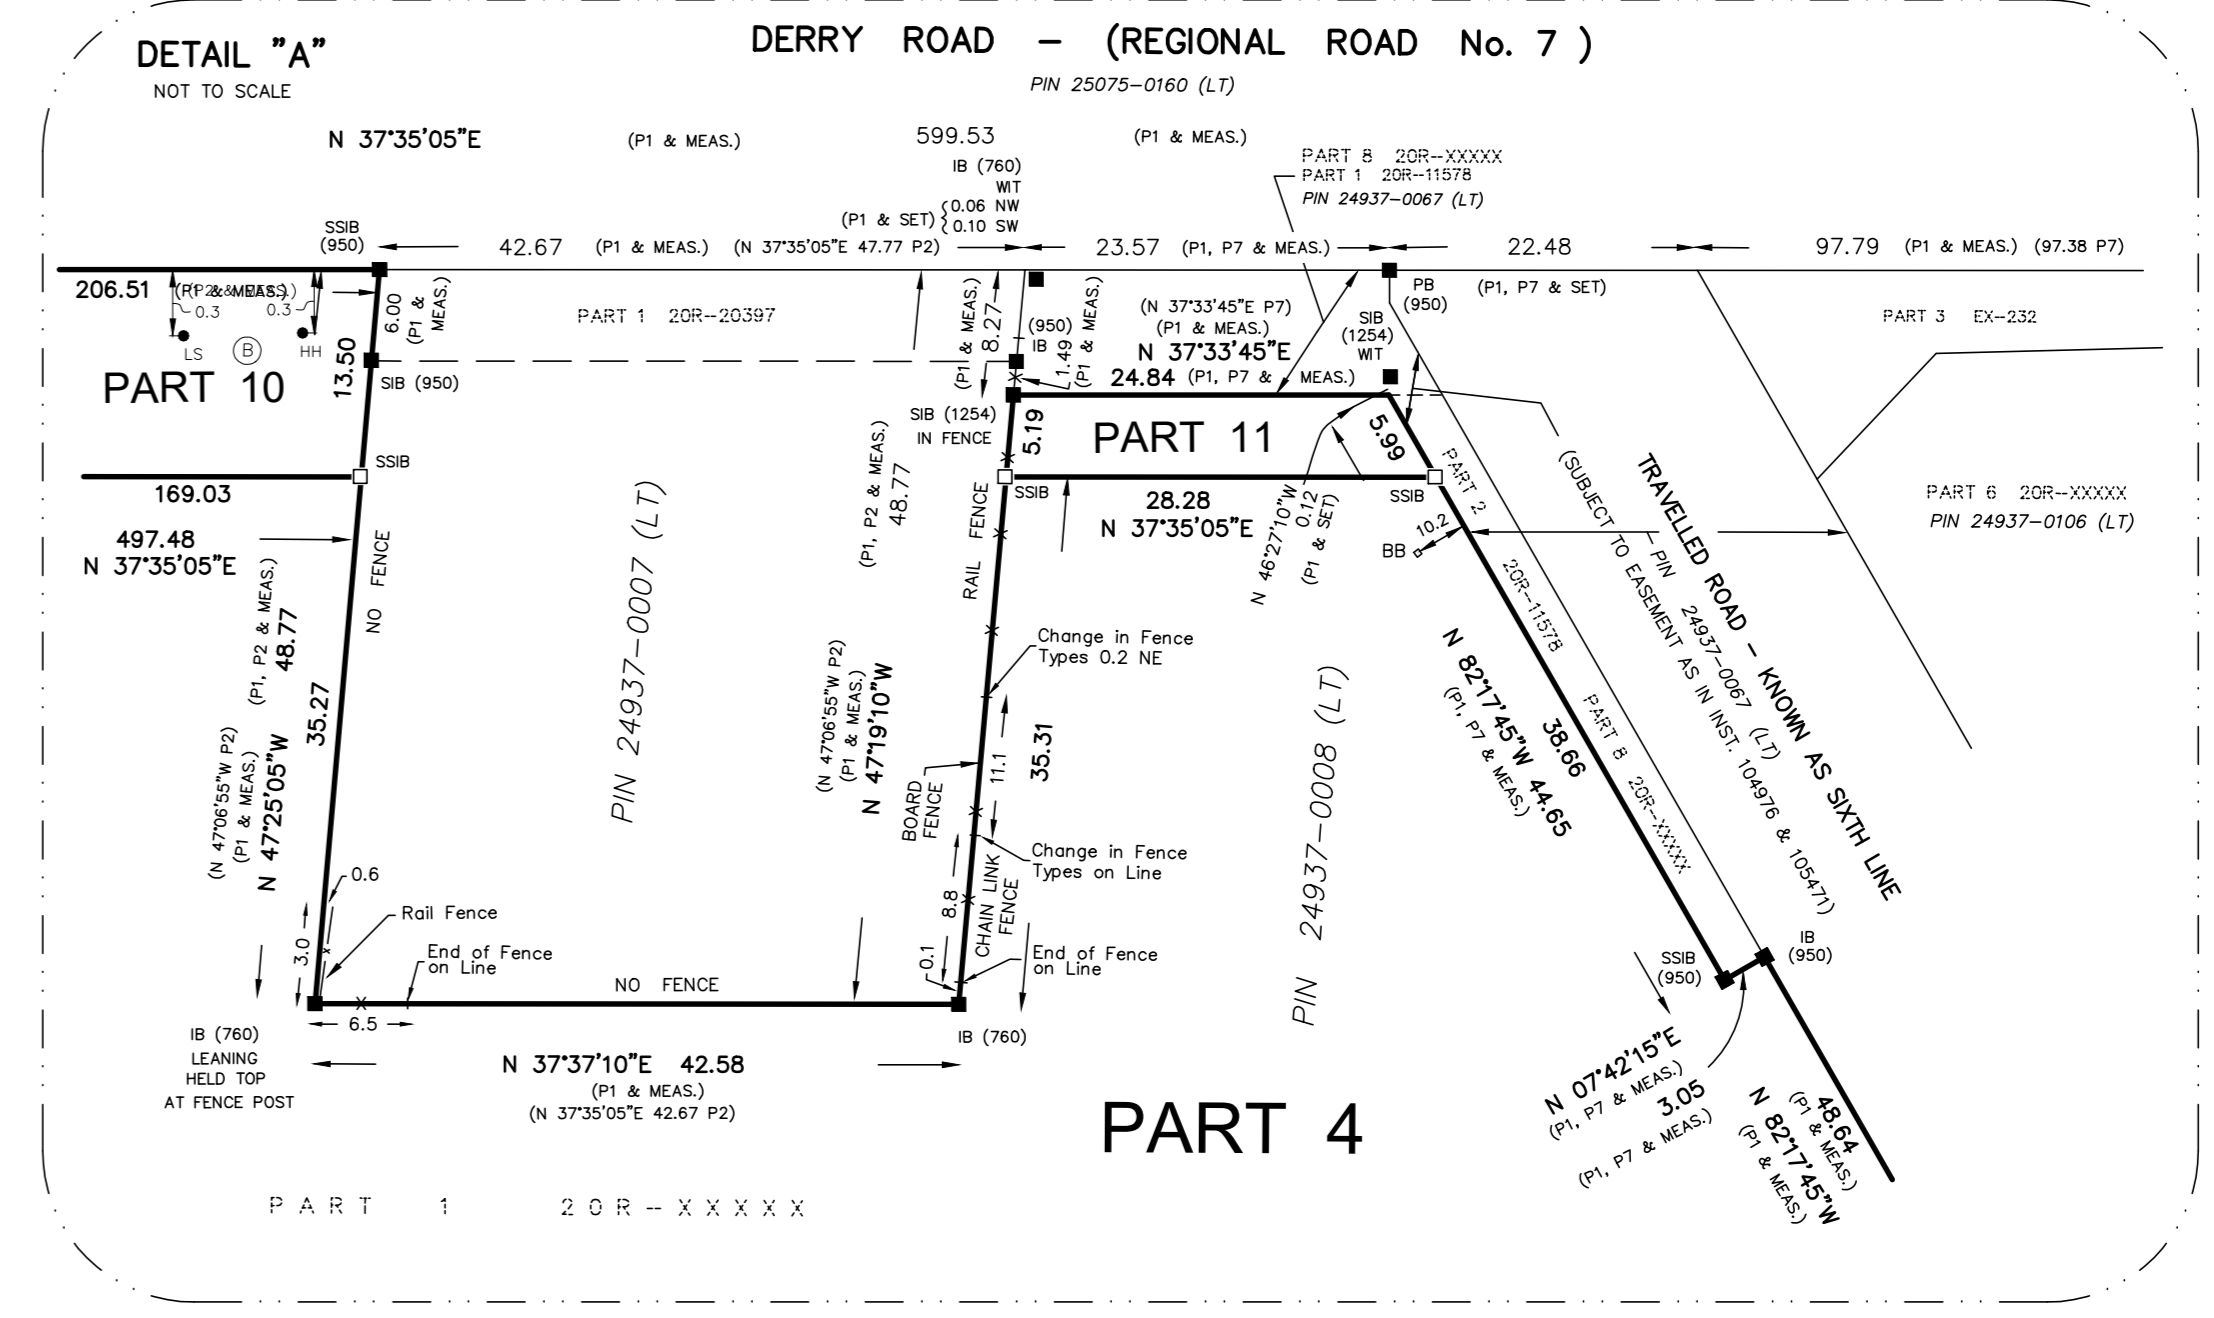 DETAIL "A"
NOT TO SCALE
DERRY ROAD - (REGIONAL ROAD No. 7 )
PIN 25075-0160 (LT)
N 37°35'05"E (P1 & MEAS.) 599.53 (P1 & MEAS.)
IB (760)
WIT
(P1 & SET) {0.06 NW
0.10 SW
PART 8 20R-XXXXX
PART 1 20R-11578
PIN 24937-0067 (LT)
SSIB
(950)
42.67 (P1 & MEAS.) (N 37°35'05"E 47.77 P2)
23.57 (P1, P7 & MEAS.)
22.48
(P1, P7 & SET)
97.79 (P1 & MEAS.) (97.38 P7)
206.51
0.3
0.3
LS
B
HH
PART 10
13.50
6.00
(P1 &
MEAS.)
SIB (950)
PART 1 20R-20397
(P1 & MEAS.)
8.27
(950)
IB
1.49
(P1 & MEAS.)
(N 37°33'45"E P7)
(P1 & MEAS.)
N 37°33'45"E
24.84 (P1, P7 & MEAS.)
PB
(950)
SIB
(1254)
WIT
PART 3 EX-232
SIB (1254)
IN FENCE
5.19
PART 11
5.99
SSIB
169.03
497.48
N 37°35'05"E
SSIB
28.28
N 37°35'05"E
SSIB
N 46°27'10"W
0.12
(P1 & SET)
10.2
BB
PART 2
20R-11578
PART 8 20R-XXXXX
PIN 24937-0067 (LT)
(SUBJECT TO EASEMENT AS IN INST. 104976 & 105471)
TRAVELLED ROAD - KNOWN AS SIXTH LINE
PART 6 20R-XXXXX
PIN 24937-0106 (LT)
NO FENCE
(P1, P2 & MEAS.)
48.77
35.27
(N 47°06'55"W P2)
(P1 & MEAS.)
N 47°25'05"W
PIN 24937-0007 (LT)
(P1, P2 & MEAS.)
48.77
(N 47°06'55"W P2)
(P1 & MEAS.)
N 47°19'10"W
RAIL FENCE
Change in Fence
Types 0.2 NE
11.1
35.31
BOARD
FENCE
Change in Fence
Types on Line
8.8
CHAIN LINK
FENCE
0.1
End of Fence
on Line
PIN 24937-0008 (LT)
N 82°17'45"W 44.65
(P1, P7 & MEAS.)
38.66
0.6
Rail Fence
3.0
End of Fence
on Line
NO FENCE
6.5
IB (760)
LEANING
HELD TOP
AT FENCE POST
IB (760)
N 37°37'10"E 42.58
(P1 & MEAS.)
(N 37°35'05"E 42.67 P2)
SSIB
(950)
IB
(950)
N 07°42'15"E
(P1, P7 & MEAS.)
3.05
(P1, P7 & MEAS.)
48.64
(P1 & MEAS.)
N 82°17'45"W
(P1 & MEAS.)
PART 4
PART 1 20R-XXXXX